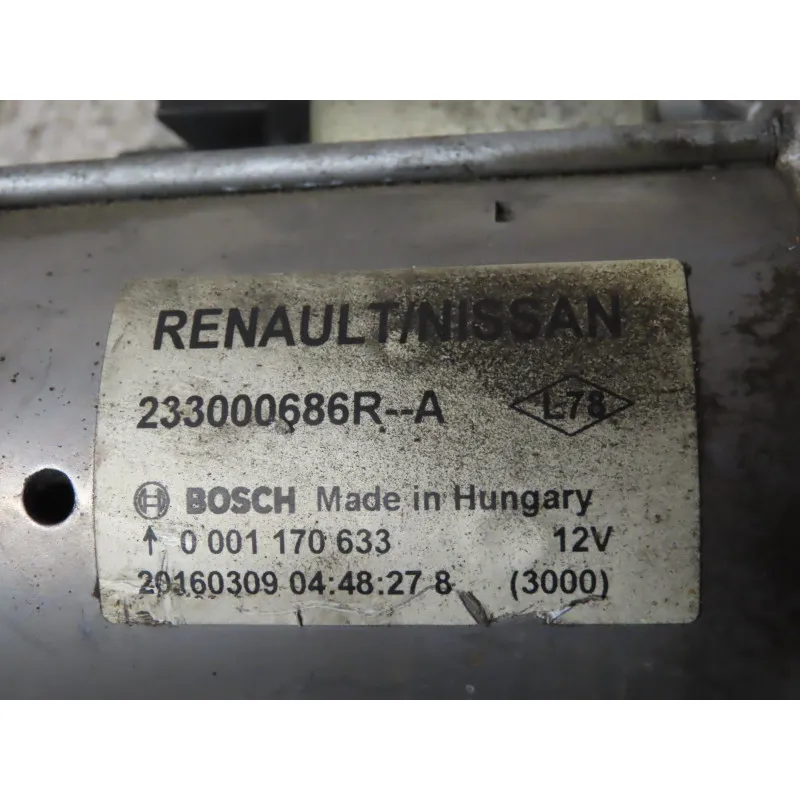 RENAULT/NISSAN
233000686R--A L78
BOSCH Made in Hungary
↑ 0 001 170 633 12V
20160309 04:48:27 8 (3000)